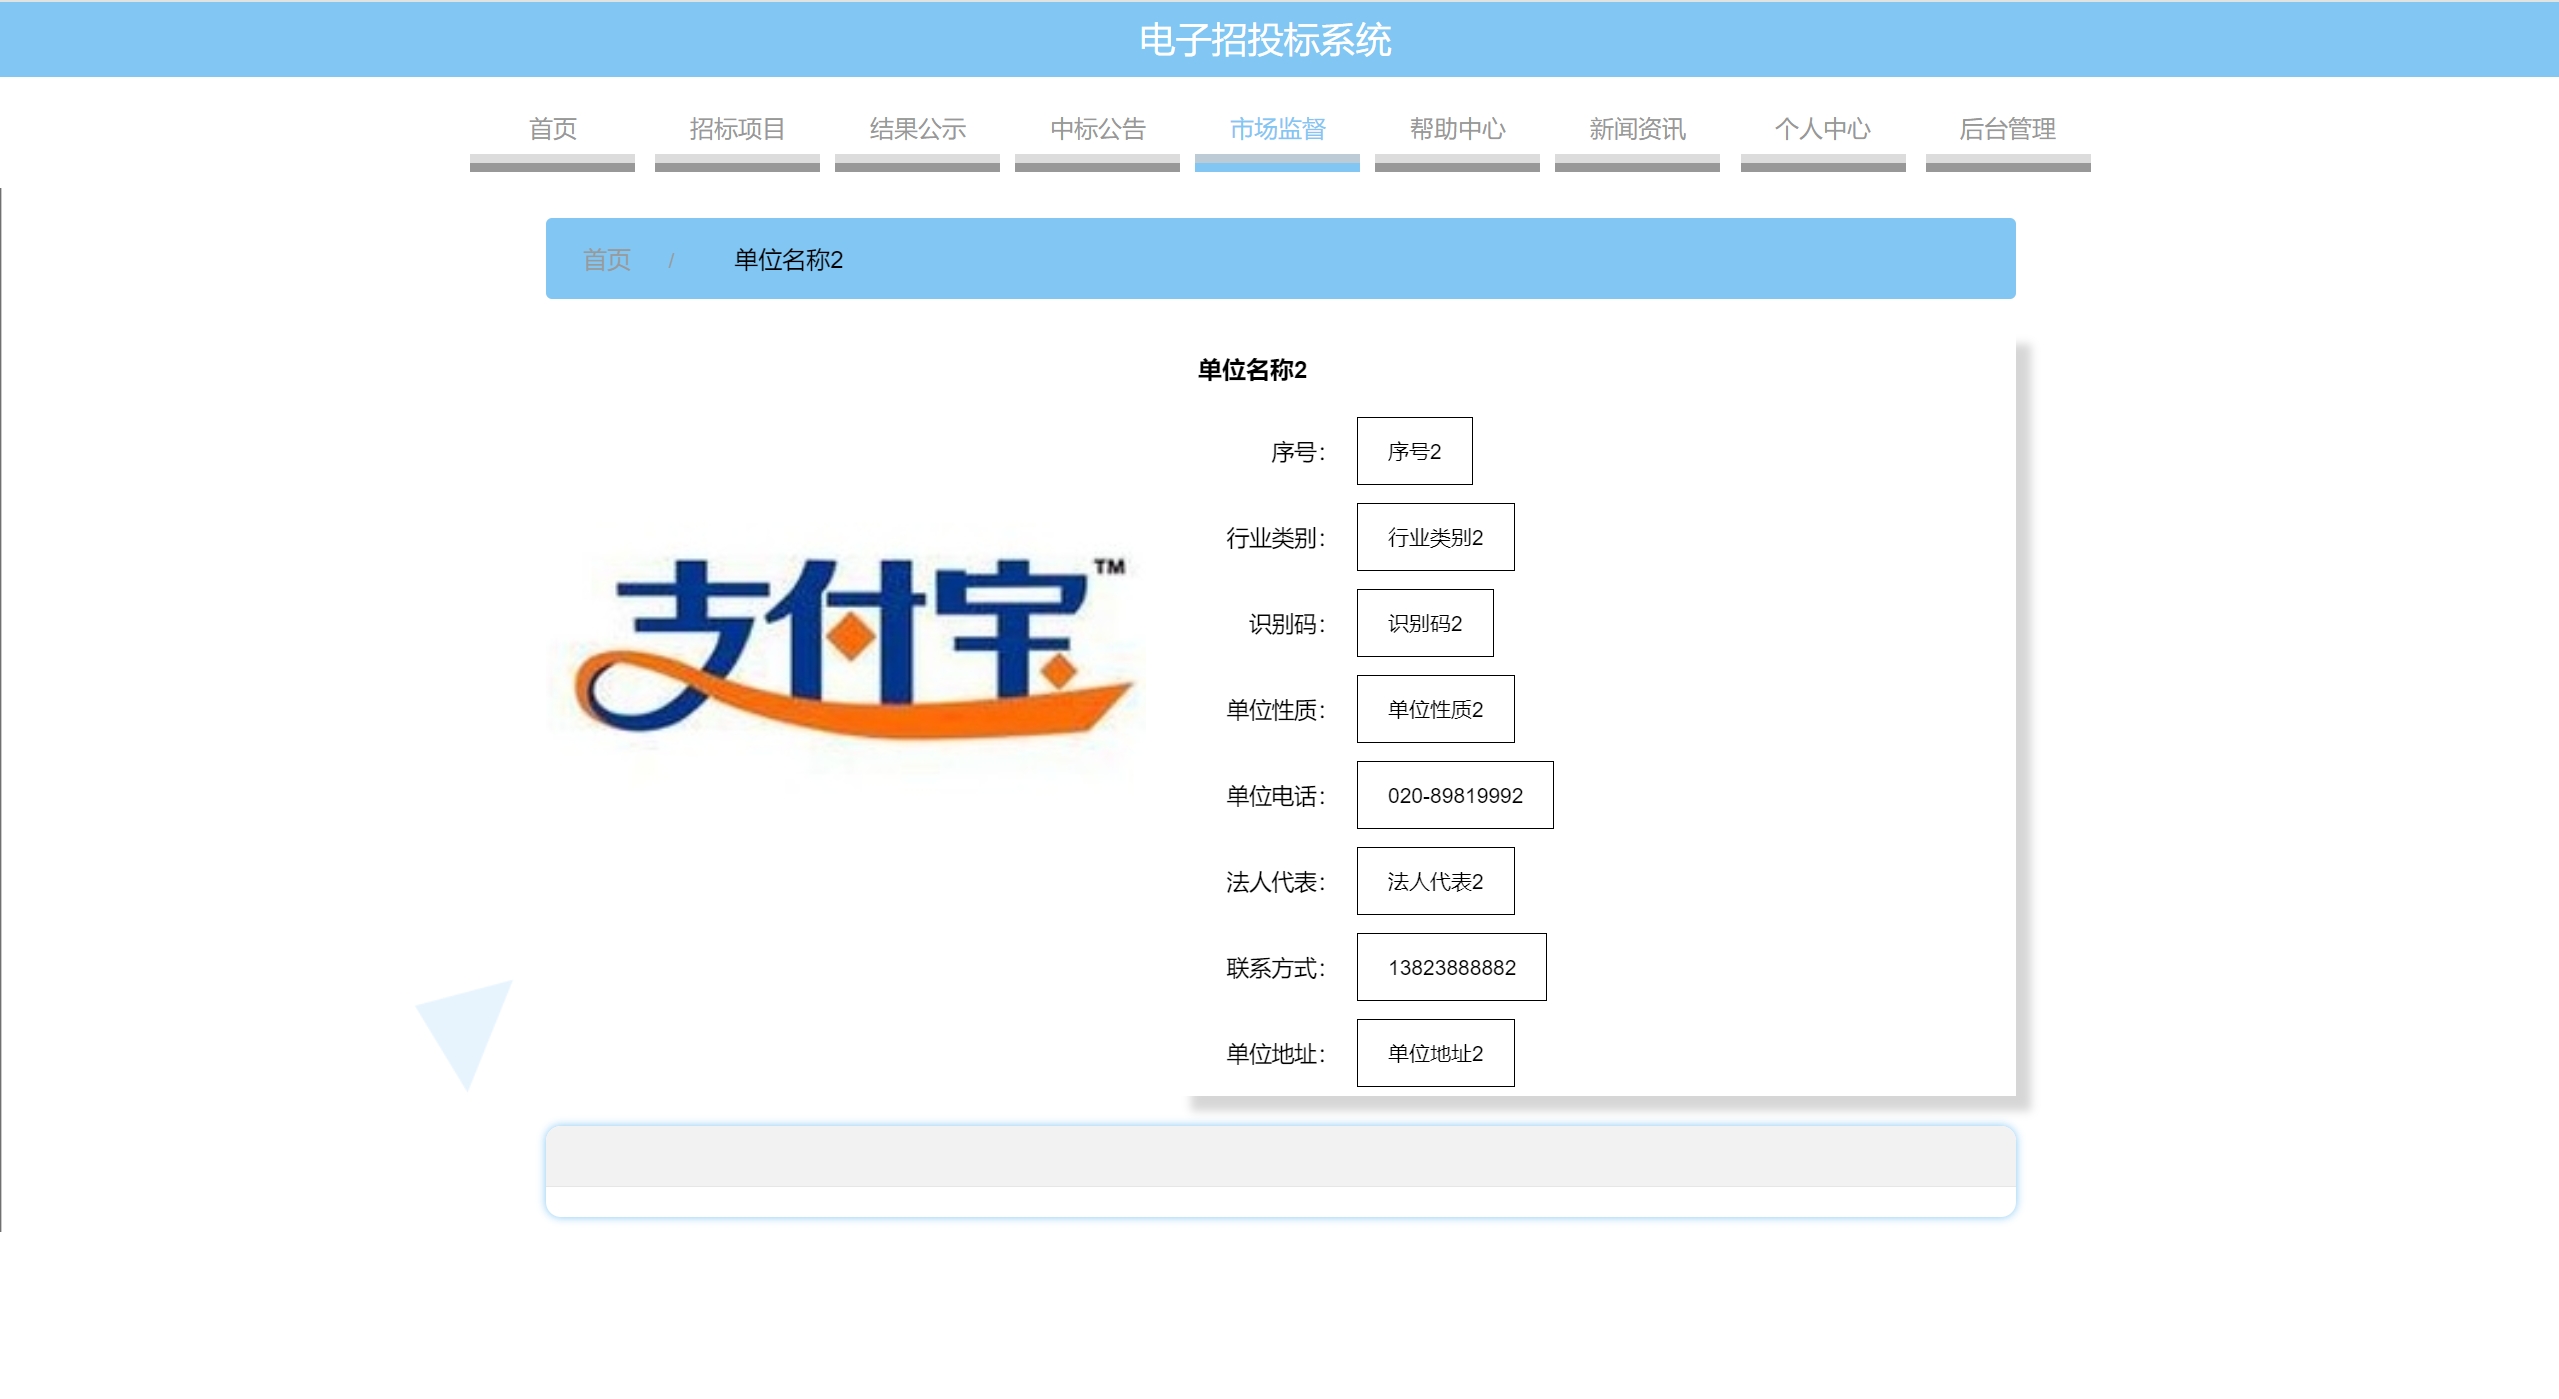 电子招投标系统
首页 招标项目 结果公示 中标公告 市场监督 帮助中心 新闻资讯 个人中心 后台管理
首页 / 单位名称2
支付宝 TM
单位名称2
序号： 序号2
行业类别： 行业类别2
识别码： 识别码2
单位性质： 单位性质2
单位电话： 020-89819992
法人代表： 法人代表2
联系方式： 13823888882
单位地址： 单位地址2